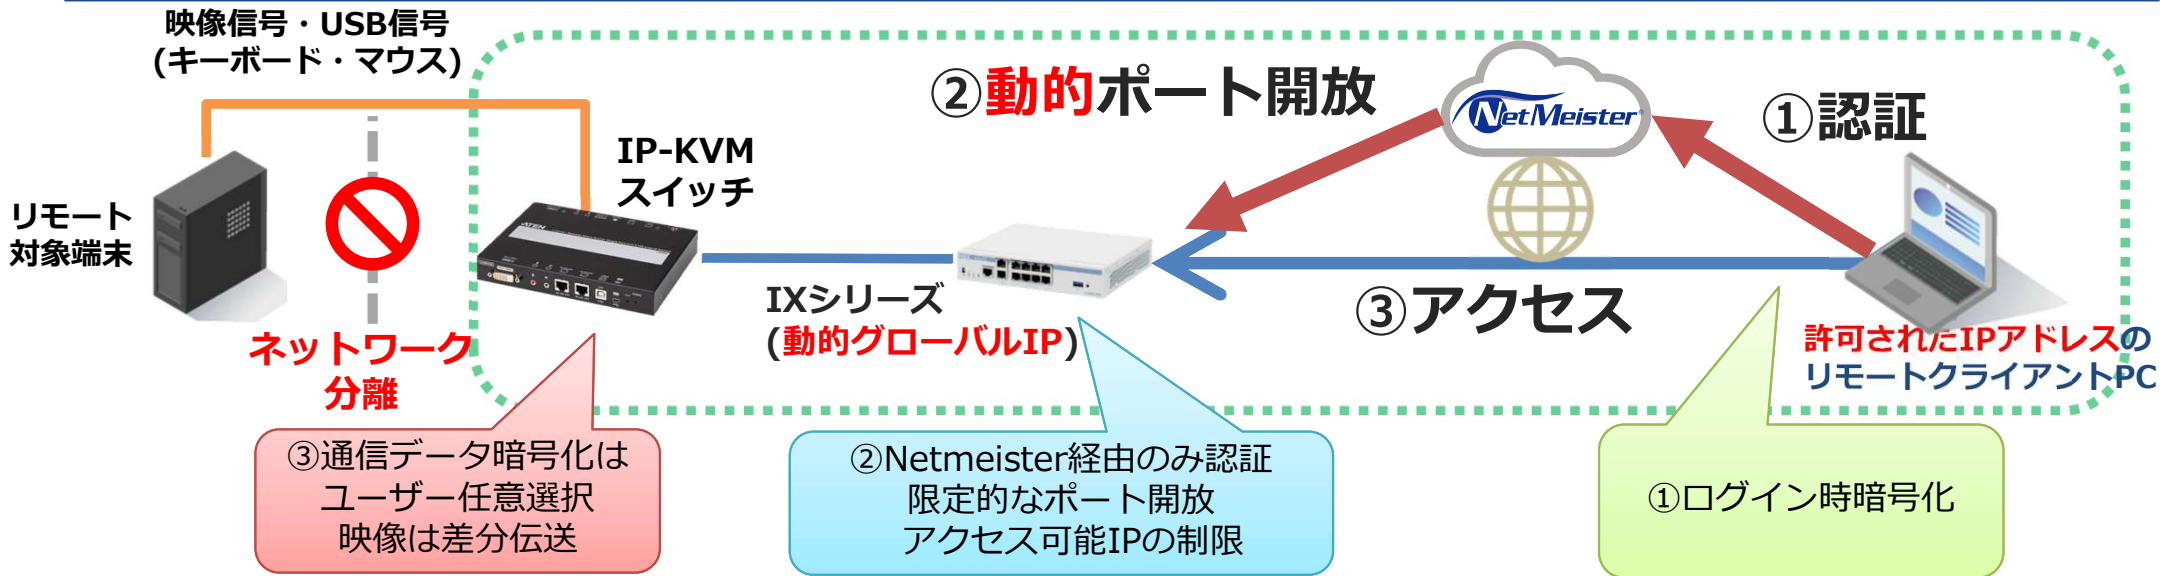 映像信号・USB信号
(キーボード・マウス)
②動的ポート開放
NetMeister
①認証
IP-KVM
スイッチ
リモート
対象端末
ATEN
IXシリーズ
(動的グローバルIP)
③アクセス
ネットワーク
分離
許可されたIPアドレスの
リモートクライアントPC
③通信データ暗号化は
ユーザー任意選択
映像は差分伝送
②Netmeister経由のみ認証
限定的なポート開放
アクセス可能IPの制限
①ログイン時暗号化